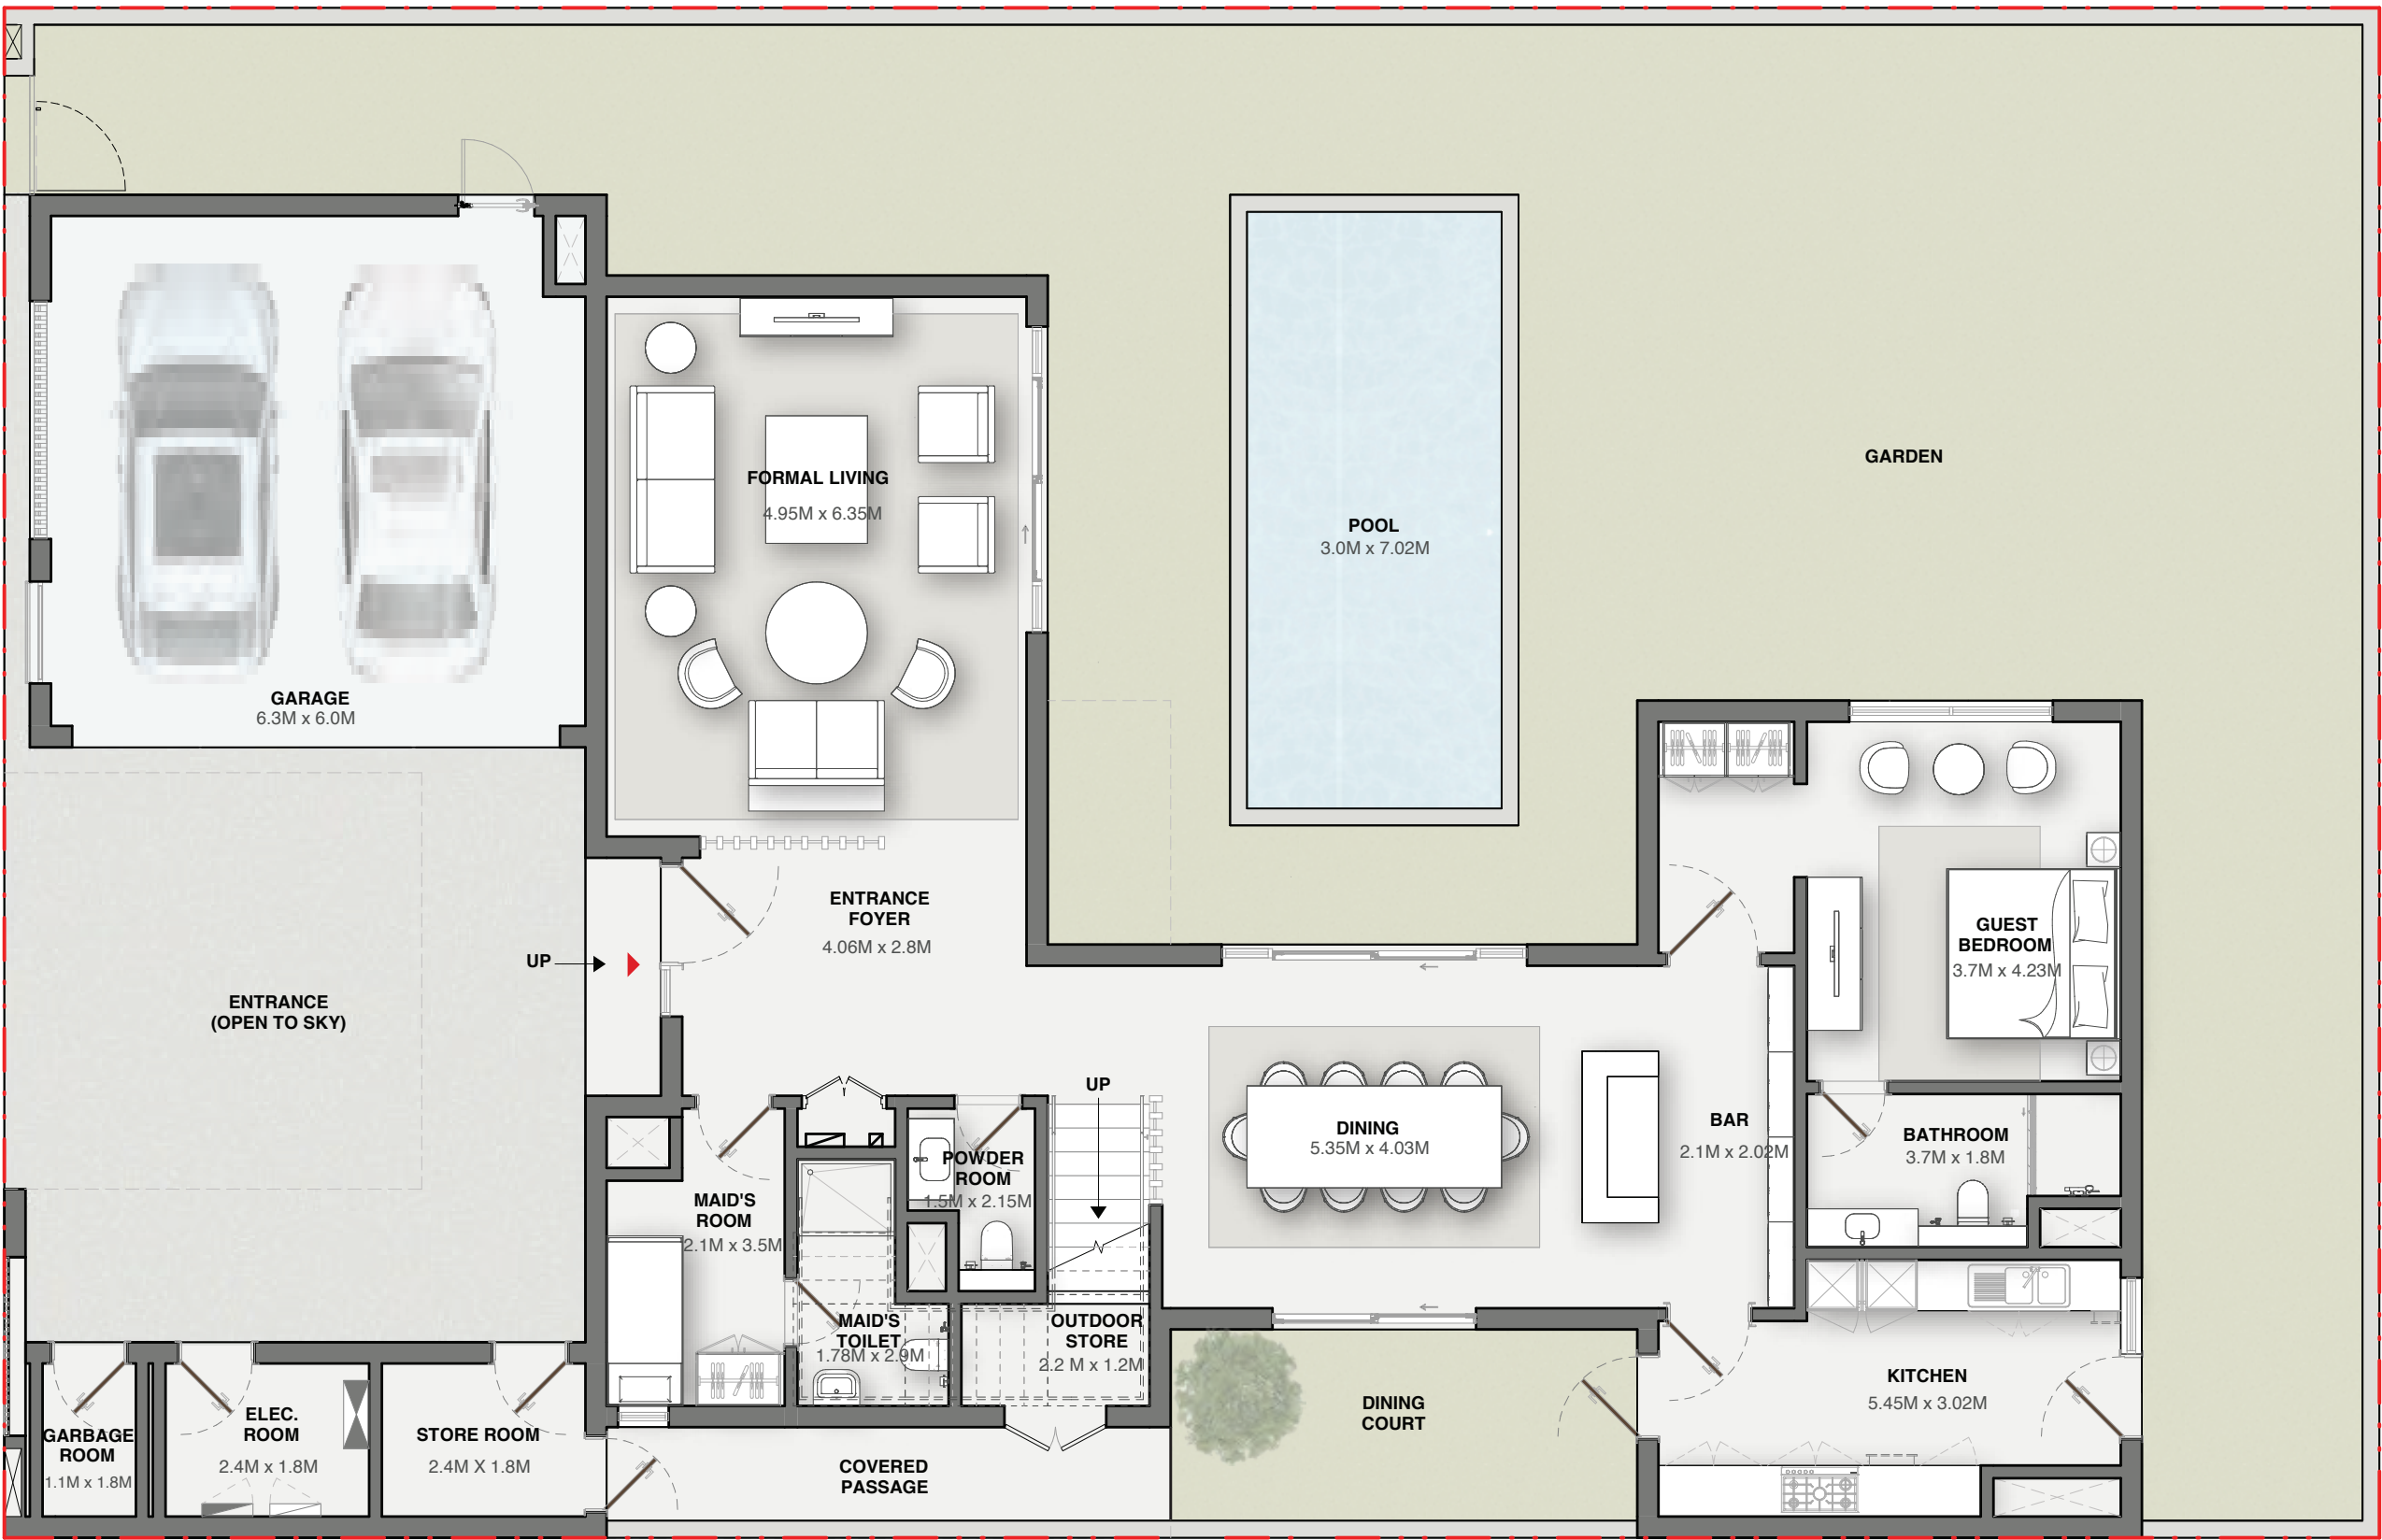 FORMAL LIVING
4.95M x 6.35M
GARDEN
POOL
3.0M x 7.02M
GARAGE
6.3M x 6.0M
ENTRANCE
FOYER
4.06M x 2.8M
UP
ENTRANCE
(OPEN TO SKY)
GUEST
BEDROOM
3.7M x 4.23M
UP
DINING
5.35M x 4.03M
BAR
2.1M x 2.02M
BATHROOM
3.7M x 1.8M
POWDER
ROOM
1.5M x 2.15M
MAID'S
ROOM
2.1M x 3.5M
MAID'S
TOILET
1.78M x 2.9M
OUTDOOR
STORE
2.2 M x 1.2M
KITCHEN
5.45M x 3.02M
DINING
COURT
GARBAGE
ROOM
1.1M x 1.8M
ELEC.
ROOM
2.4M x 1.8M
STORE ROOM
2.4M X 1.8M
COVERED
PASSAGE